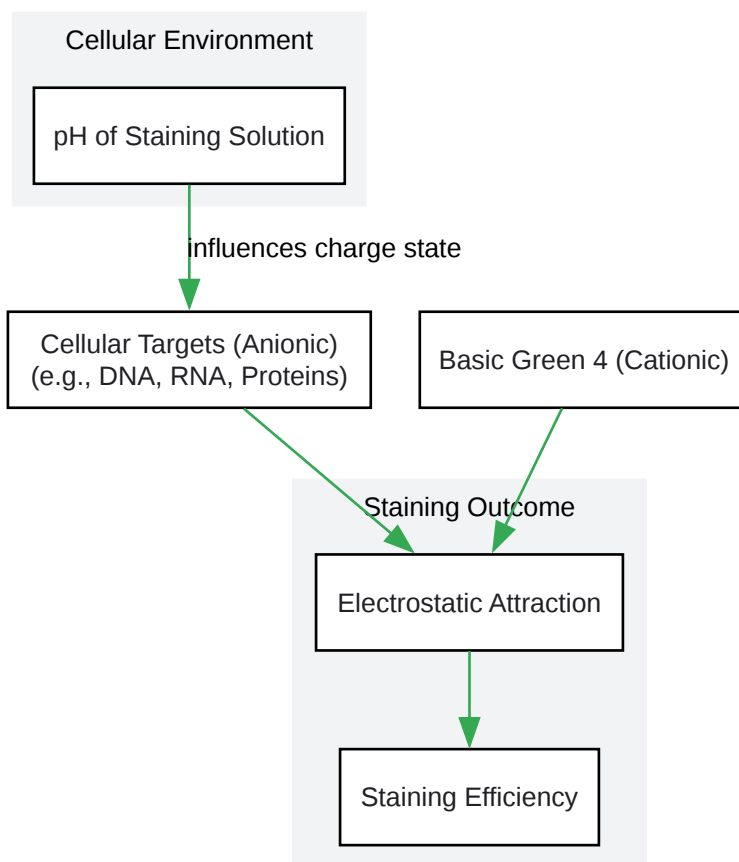 Cellular Environment
pH of Staining Solution
influences charge state
Cellular Targets (Anionic)
(e.g., DNA, RNA, Proteins)
Basic Green 4 (Cationic)
Staining Outcome
Electrostatic Attraction
Staining Efficiency